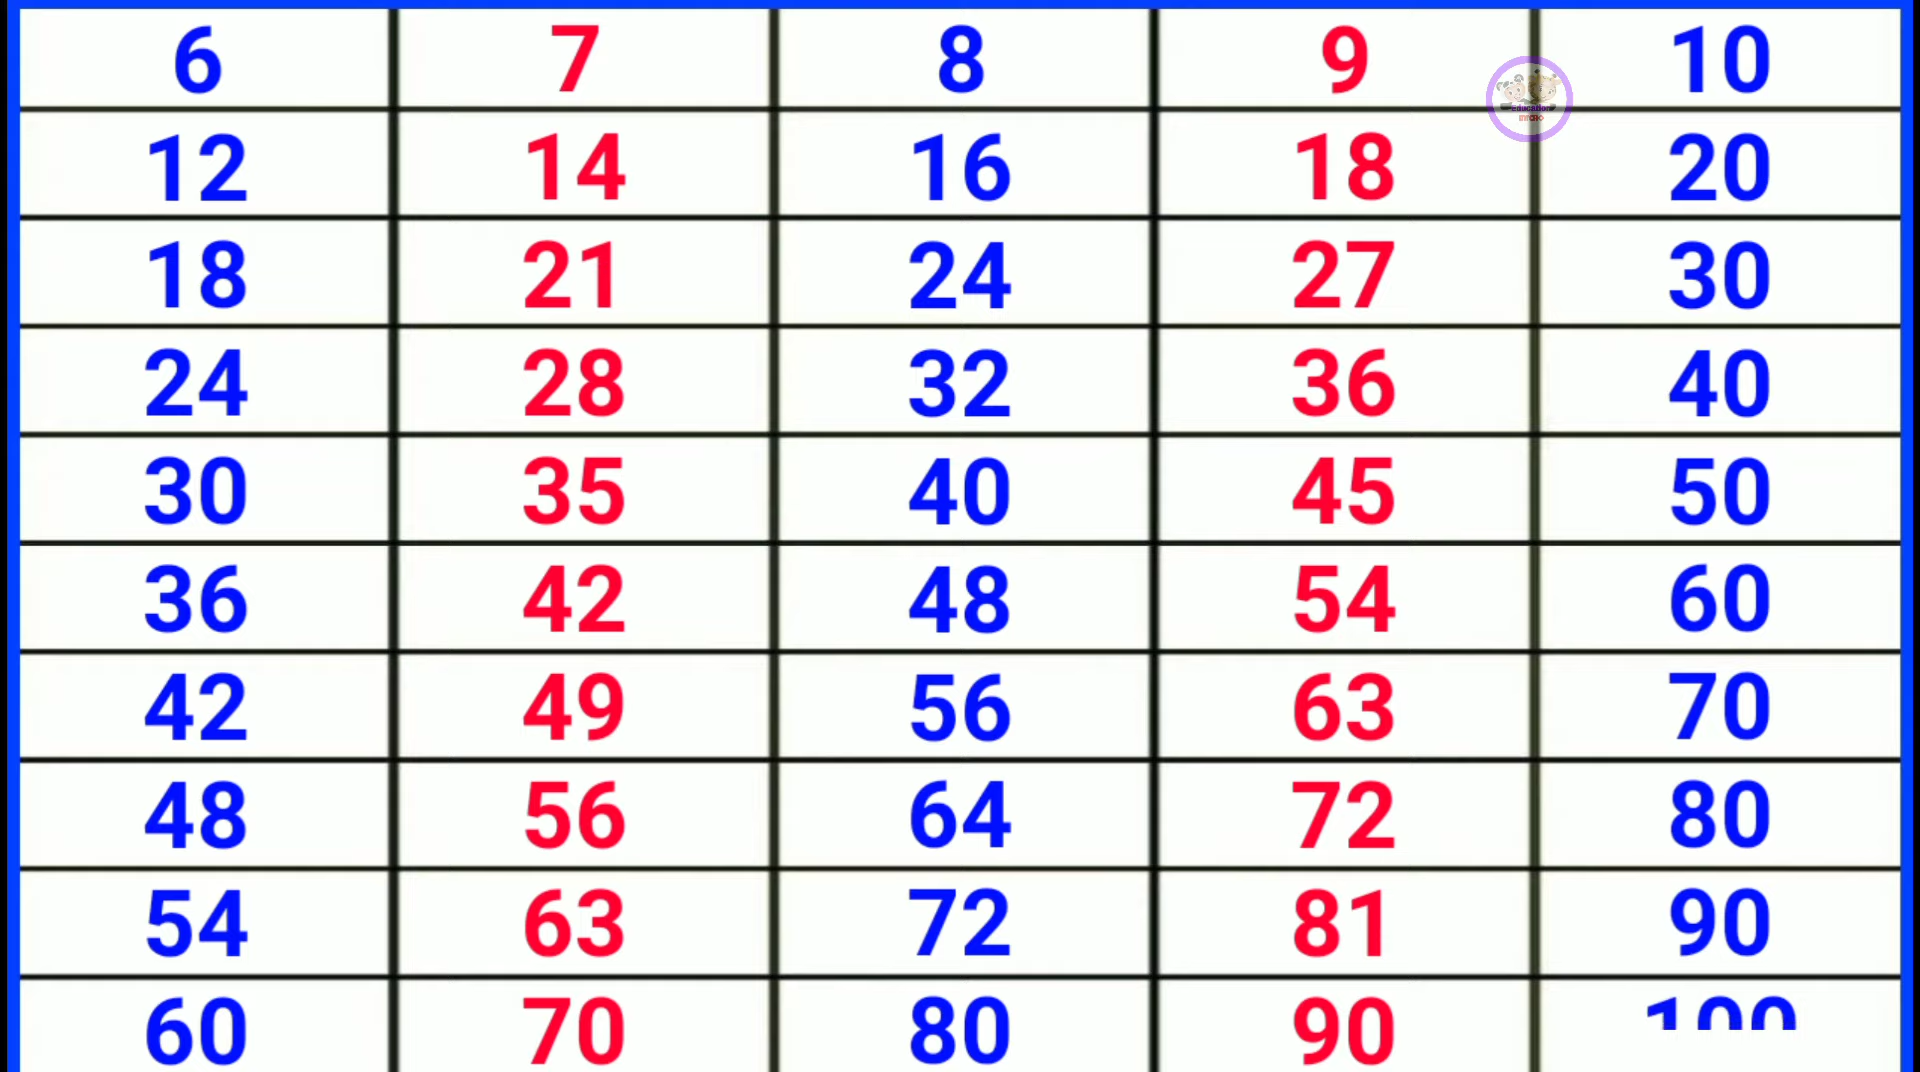 6 7 8 9 10
12 14 16 18 20
18 21 24 27 30
24 28 32 36 40
30 35 40 45 50
36 42 48 54 60
42 49 56 63 70
48 56 64 72 80
54 63 72 81 90
60 70 80 90 100
education